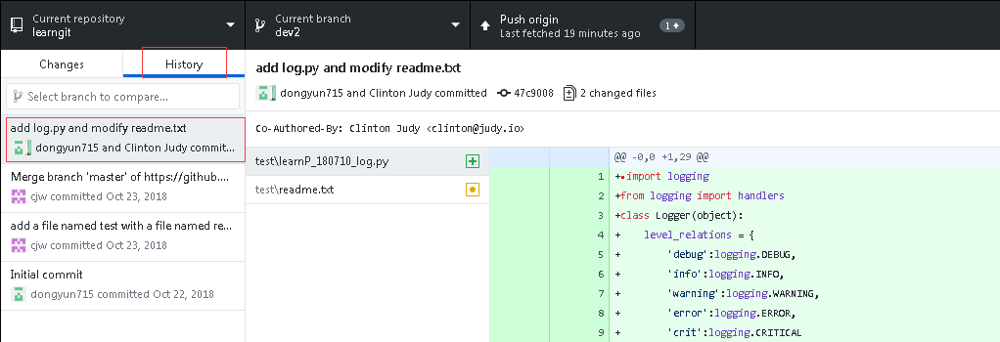 Current repository
learngit
Current branch
dev2
Push origin
Last fetched 19 minutes ago
1
Changes
History
Select branch to compare...
add log.py and modify readme.txt
dongyun715 and Clinton Judy commit...
Merge branch 'master' of https://github....
cjw committed Oct 23, 2018
add a file named test with a file named re...
cjw committed Oct 23, 2018
Initial commit
dongyun715 committed Oct 22, 2018
add log.py and modify readme.txt
dongyun715 and Clinton Judy committed 47c9008 2 changed files
Co-Authored-By: Clinton Judy <clinton@judy.io>
test\learnP_180710_log.py
test\readme.txt
@@ -0,0 +1,29 @@
1 + import logging
2 +from logging import handlers
3 +class Logger(object):
4 + level_relations = {
5 + 'debug':logging.DEBUG,
6 + 'info':logging.INFO,
7 + 'warning':logging.WARNING,
8 + 'error':logging.ERROR,
9 + 'crit':logging.CRITICAL